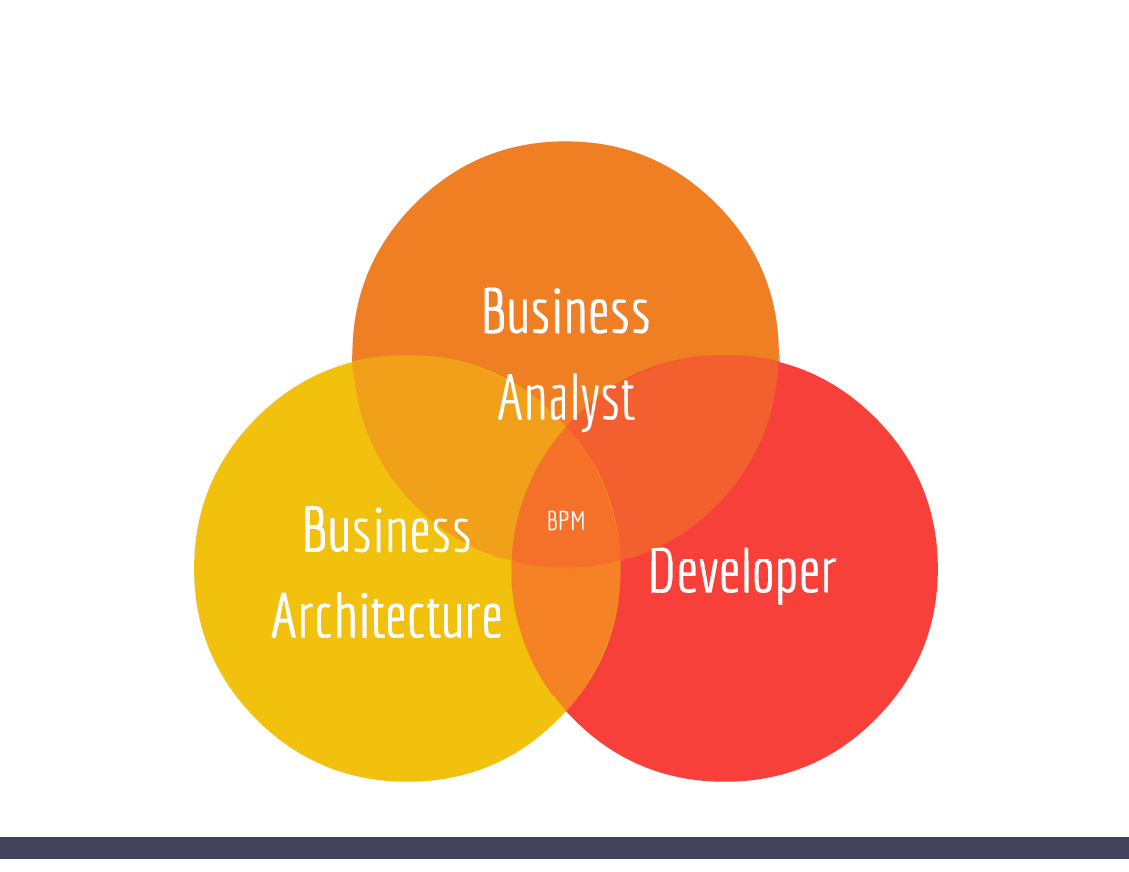 Business
Analyst
BPM
Business
Architecture
Developer